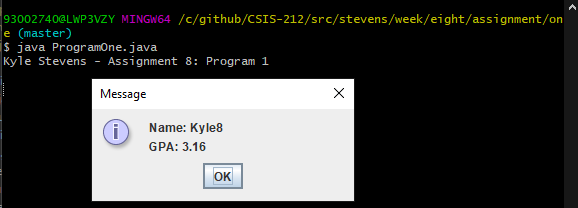 93002740@LWP3VZY MINGW64 /c/github/CSIS-212/src/stevens/week/eight/assignment/on
e (master)
$ java ProgramOne.java
Kyle Stevens - Assignment 8: Program 1
Message
Name: Kyle8
GPA: 3.16
OK